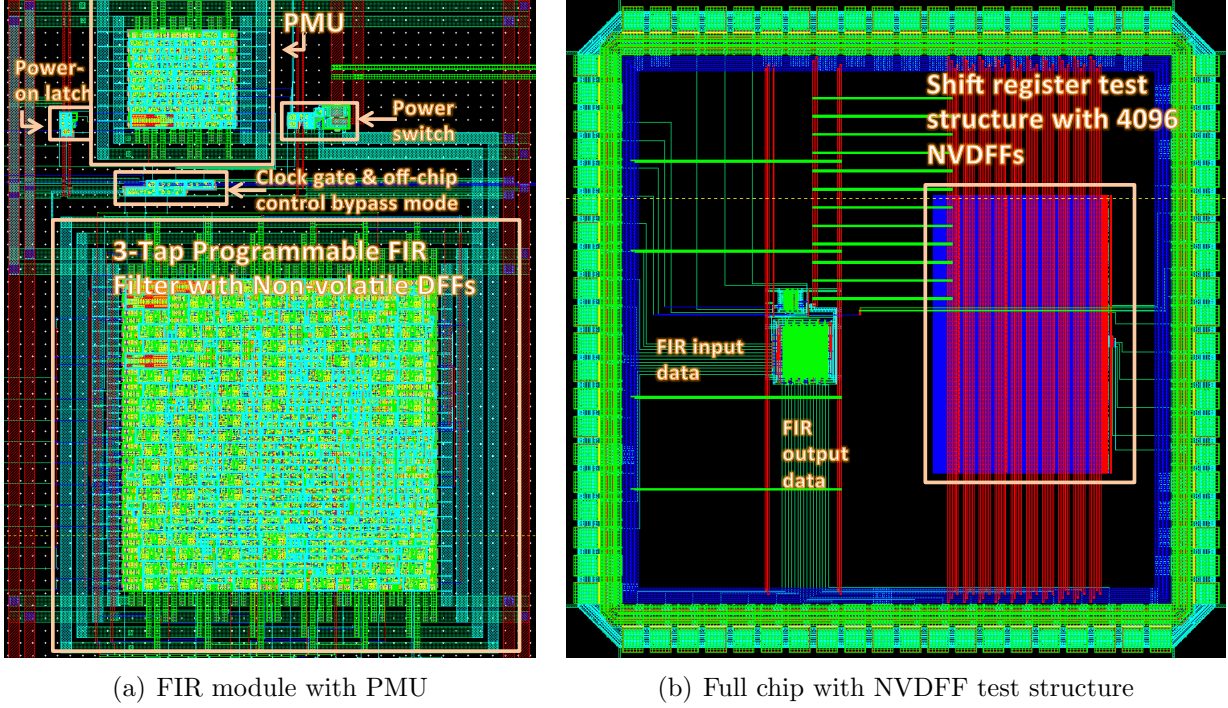 PMU
Power-
on latch
Power
switch
Clock gate & off-chip
control bypass mode
3-Tap Programmable FIR
Filter with Non-volatile DFFs
(a) FIR module with PMU
Shift register test
structure with 4096
NVDFFs
FIR input
data
FIR
output
data
(b) Full chip with NVDFF test structure